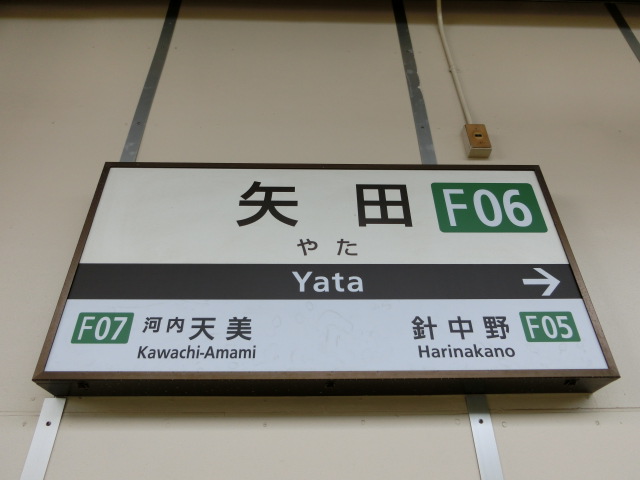 矢田 F06
やた
Yata →
F07 河内天美 針中野 F05
Kawachi-Amami Harinakano